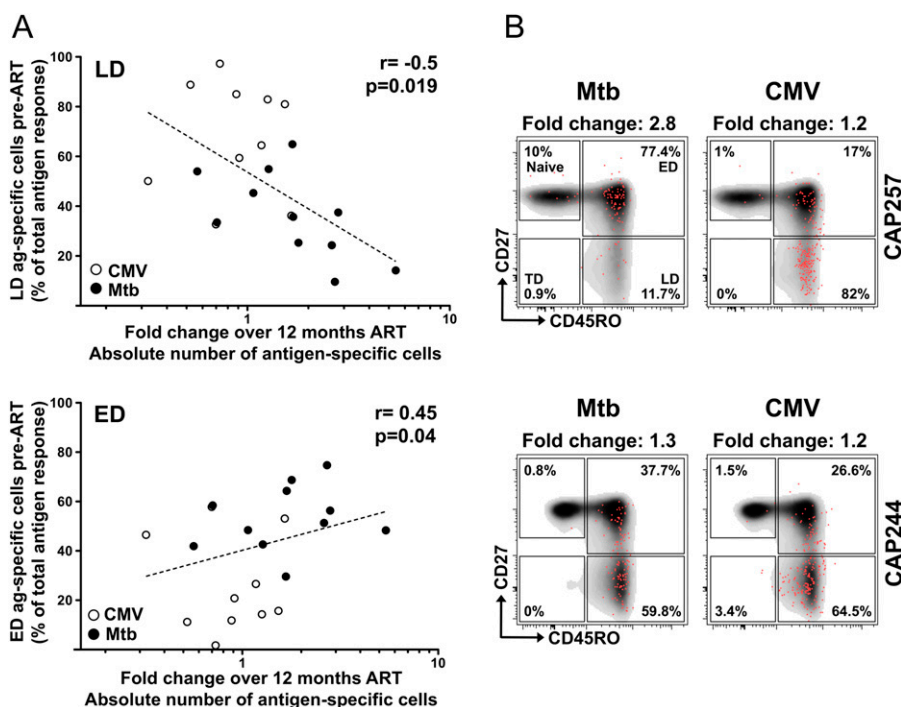 A
LD ag-specific cells pre-ART
(% of total antigen response)
100
80
60
40
20
LD
r= -0.5
p=0.019
CMV
Mtb
1
10
Fold change over 12 months ART
Absolute number of antigen-specific cells
ED ag-specific cells pre-ART
(% of total antigen response)
100
80
60
40
20
ED
r= 0.45
p=0.04
CMV
Mtb
1
10
Fold change over 12 months ART
Absolute number of antigen-specific cells
B
Mtb
Fold change: 2.8
10%
Naive
77.4%
ED
TD
0.9%
LD
11.7%
CD27
CD45RO
CMV
Fold change: 1.2
1%
17%
0%
82%
CAP257
Mtb
Fold change: 1.3
0.8%
37.7%
0%
59.8%
CD27
CD45RO
CMV
Fold change: 1.2
1.5%
26.6%
3.4%
64.5%
CAP244